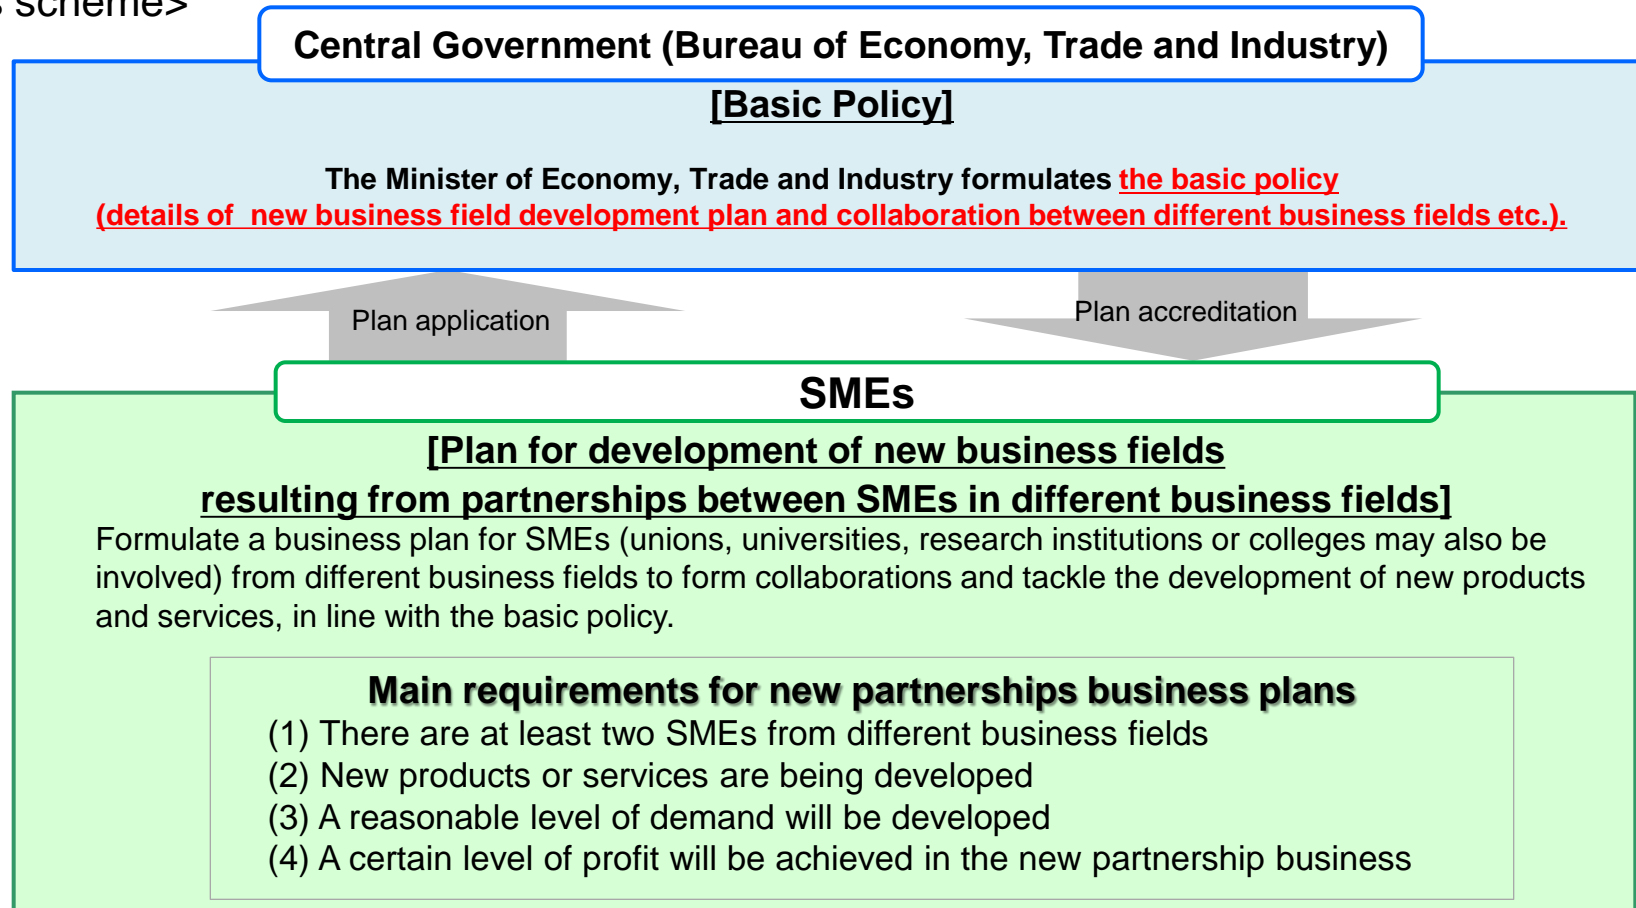 scheme>
Central Government (Bureau of Economy, Trade and Industry)
[Basic Policy]
The Minister of Economy, Trade and Industry formulates the basic policy
(details of  new business field development plan and collaboration between different business fields etc.).
Plan application
Plan accreditation
SMEs
[Plan for development of new business fields
resulting from partnerships between SMEs in different business fields]
Formulate a business plan for SMEs (unions, universities, research institutions or colleges may also be
involved) from different business fields to form collaborations and tackle the development of new products
and services, in line with the basic policy.
Main requirements for new partnerships business plans
(1) There are at least two SMEs from different business fields
(2) New products or services are being developed
(3) A reasonable level of demand will be developed
(4) A certain level of profit will be achieved in the new partnership business